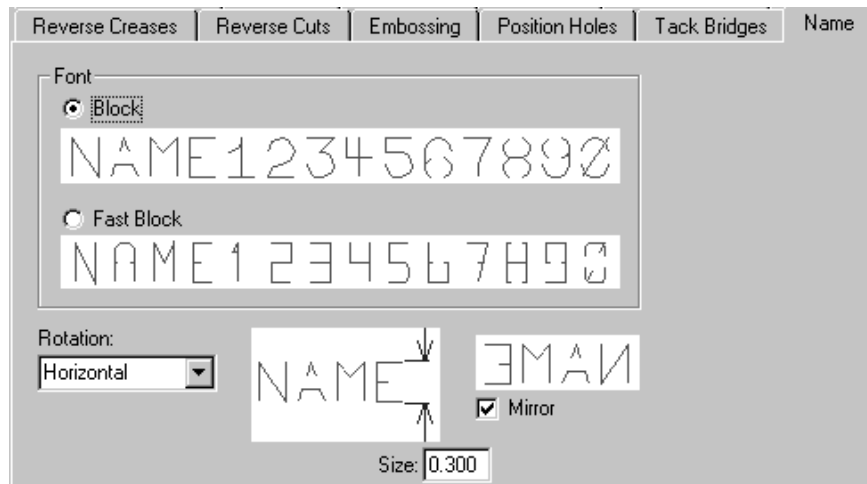 Reverse Creases Reverse Cuts Embossing Position Holes Tack Bridges Name
Font
Block
NAME1234567890
Fast Block
NAME1234567890
Rotation:
Horizontal
NAME
NAME
Mirror
Size: 0.300